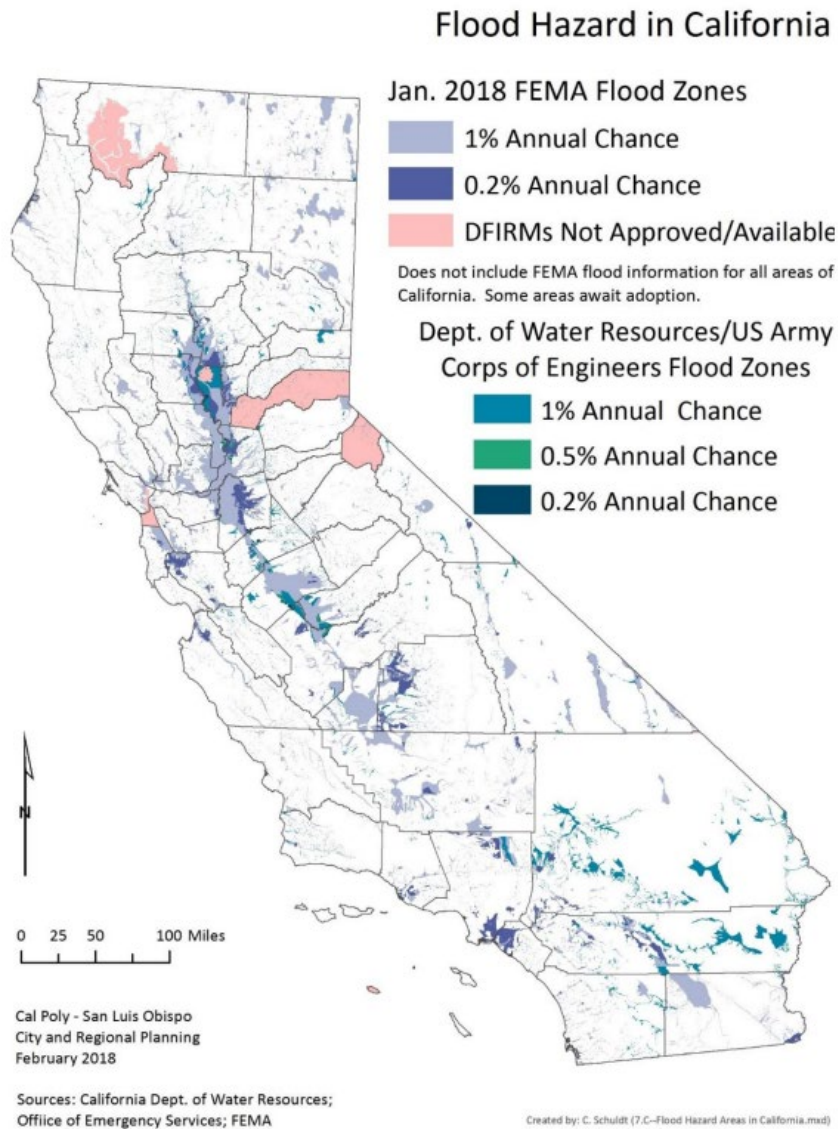 Flood Hazard in California
Jan. 2018 FEMA Flood Zones
1% Annual Chance
0.2% Annual Chance
DFIRMs Not Approved/Available
Does not include FEMA flood information for all areas of
California. Some areas await adoption.
Dept. of Water Resources/US Army
Corps of Engineers Flood Zones
1% Annual Chance
0.5% Annual Chance
0.2% Annual Chance
N
0 25 50 100 Miles
Cal Poly - San Luis Obispo
City and Regional Planning
February 2018
Sources: California Dept. of Water Resources;
Offiice of Emergency Services; FEMA
Created by: C. Schuldt (7.C--Flood Hazard Areas in California.mxd)